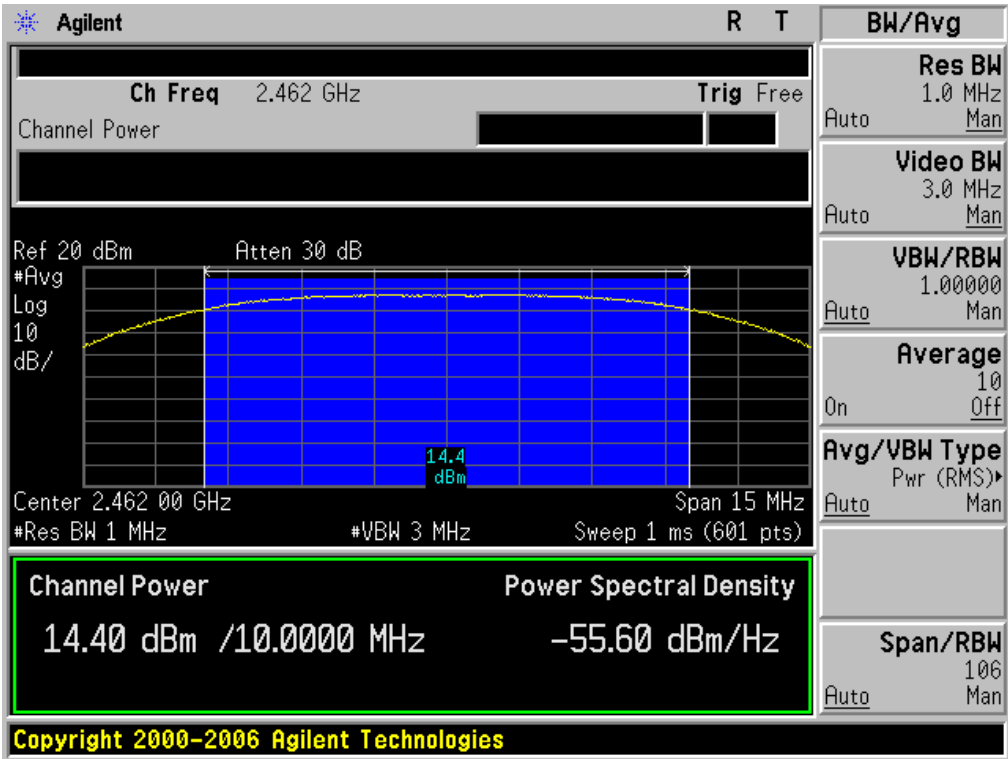 Agilent R T
Ch Freq 2.462 GHz Trig Free
Channel Power
Ref 20 dBm Atten 30 dB
#Avg
Log
10
dB/
14.4
dBm
Center 2.462 00 GHz Span 15 MHz
#Res BW 1 MHz #VBW 3 MHz Sweep 1 ms (601 pts)
Channel Power Power Spectral Density
14.40 dBm /10.0000 MHz -55.60 dBm/Hz
Copyright 2000-2006 Agilent Technologies
BW/Avg
Res BW
1.0 MHz
Auto Man
Video BW
3.0 MHz
Auto Man
VBW/RBW
1.00000
Auto Man
Average
10
On Off
Avg/VBW Type
Pwr (RMS)▸
Auto Man
Span/RBW
106
Auto Man